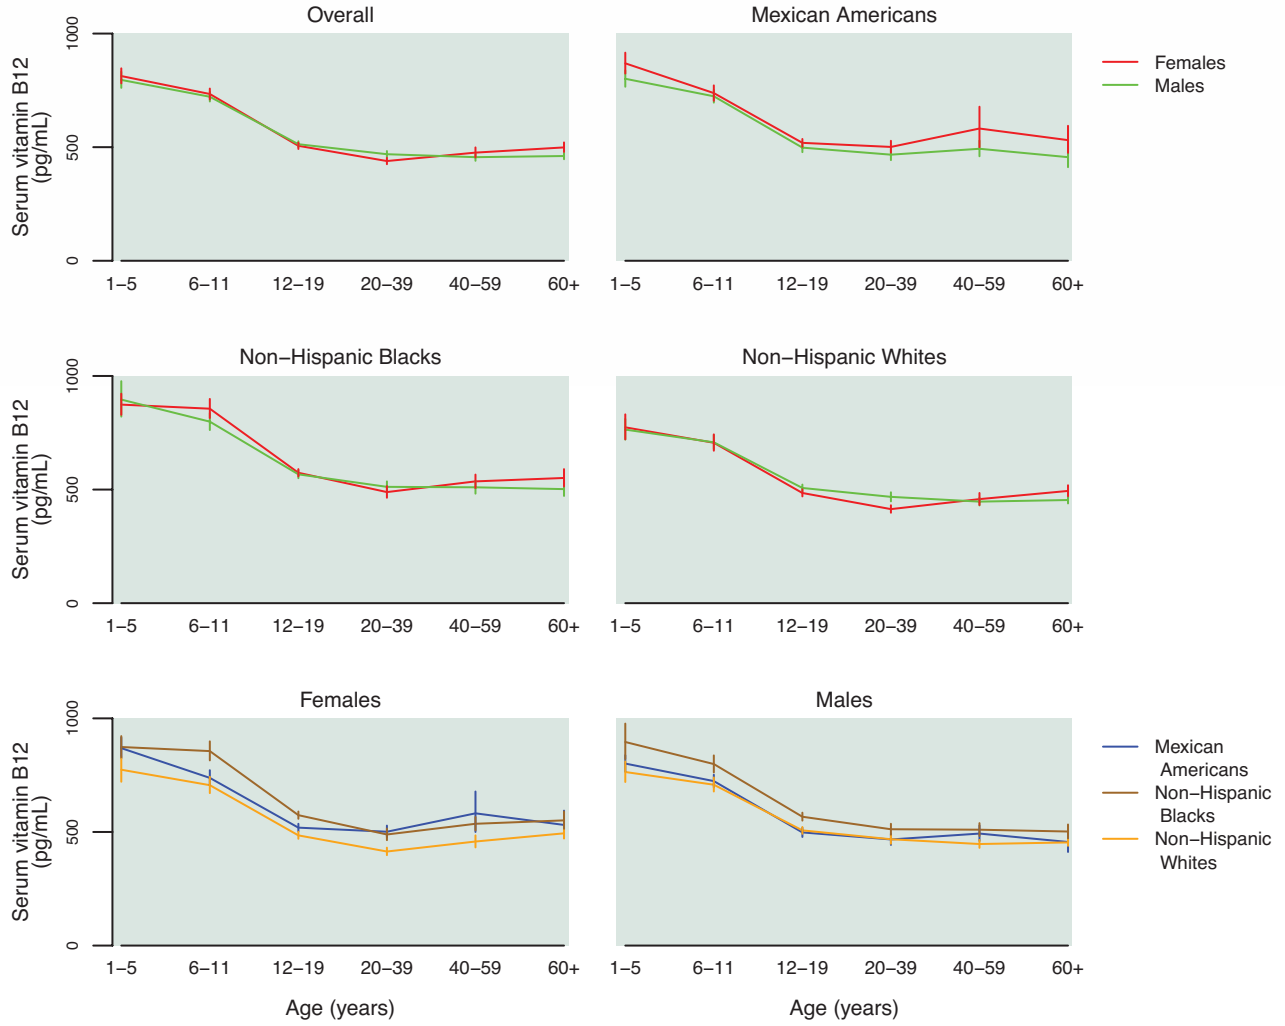 Overall
Serum vitamin B12
(pg/mL)
1000
500
0
1–5 6–11 12–19 20–39 40–59 60+
Mexican Americans
1–5 6–11 12–19 20–39 40–59 60+
Females
Males
Non–Hispanic Blacks
Serum vitamin B12
(pg/mL)
1000
500
0
1–5 6–11 12–19 20–39 40–59 60+
Non–Hispanic Whites
1–5 6–11 12–19 20–39 40–59 60+
Females
Serum vitamin B12
(pg/mL)
1000
500
0
1–5 6–11 12–19 20–39 40–59 60+
Age (years)
Males
1–5 6–11 12–19 20–39 40–59 60+
Age (years)
Mexican
Americans
Non–Hispanic
Blacks
Non–Hispanic
Whites